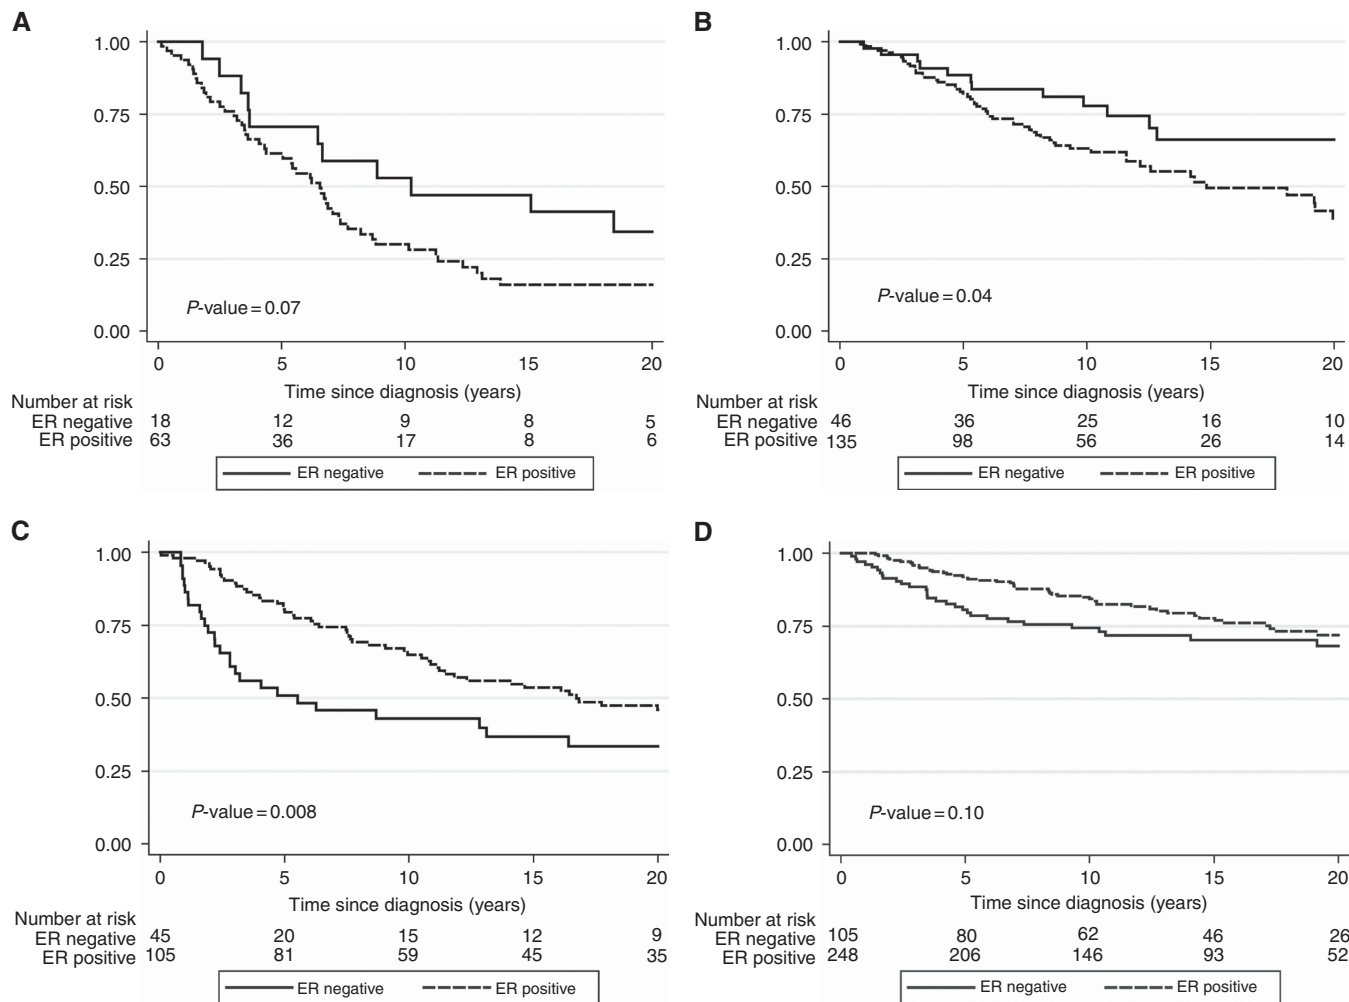 A
1.00
0.75
0.50
0.25
0.00
P-value = 0.07
0 5 10 15 20
Time since diagnosis (years)
Number at risk
ER negative 18 12 9 8 5
ER positive 63 36 17 8 6
ER negative ER positive
B
1.00
0.75
0.50
0.25
0.00
P-value = 0.04
0 5 10 15 20
Time since diagnosis (years)
Number at risk
ER negative 46 36 25 16 10
ER positive 135 98 56 26 14
ER negative ER positive
C
1.00
0.75
0.50
0.25
0.00
P-value = 0.008
0 5 10 15 20
Time since diagnosis (years)
Number at risk
ER negative 45 20 15 12 9
ER positive 105 81 59 45 35
ER negative ER positive
D
1.00
0.75
0.50
0.25
0.00
P-value = 0.10
0 5 10 15 20
Time since diagnosis (years)
Number at risk
ER negative 105 80 62 46 26
ER positive 248 206 146 93 52
ER negative ER positive